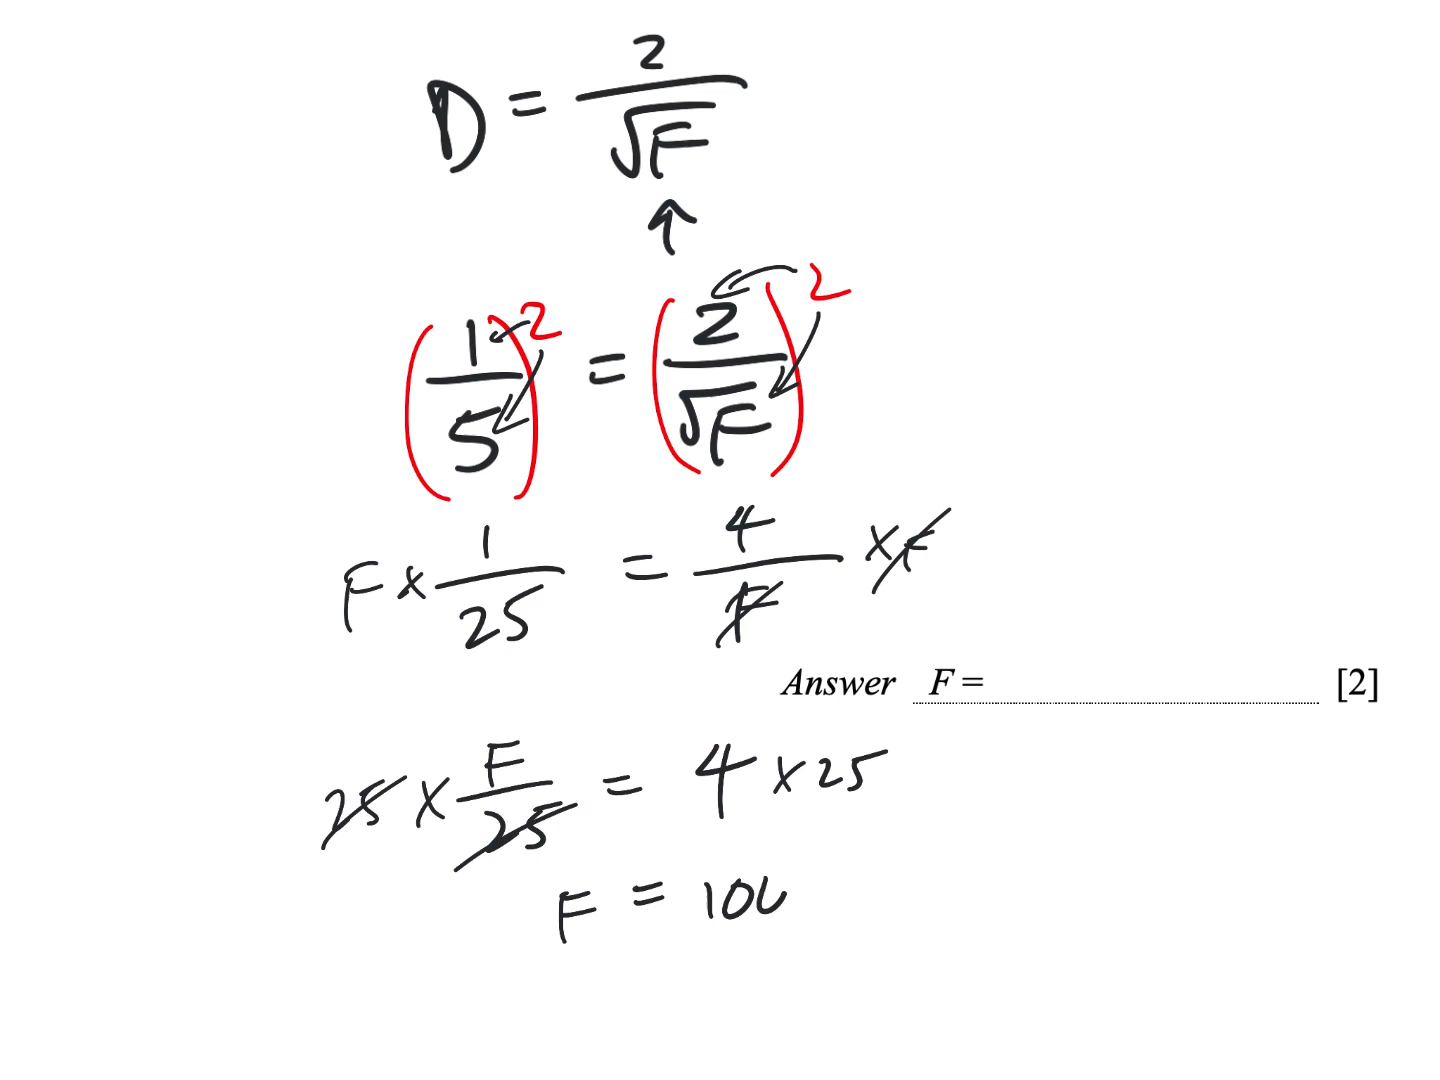 D = 2/√F
↑
(1/5)² = (2/√F)²
F × 1/25 = 4/F × F
Answer F = [2]
25 × F/25 = 4 × 25
F = 100